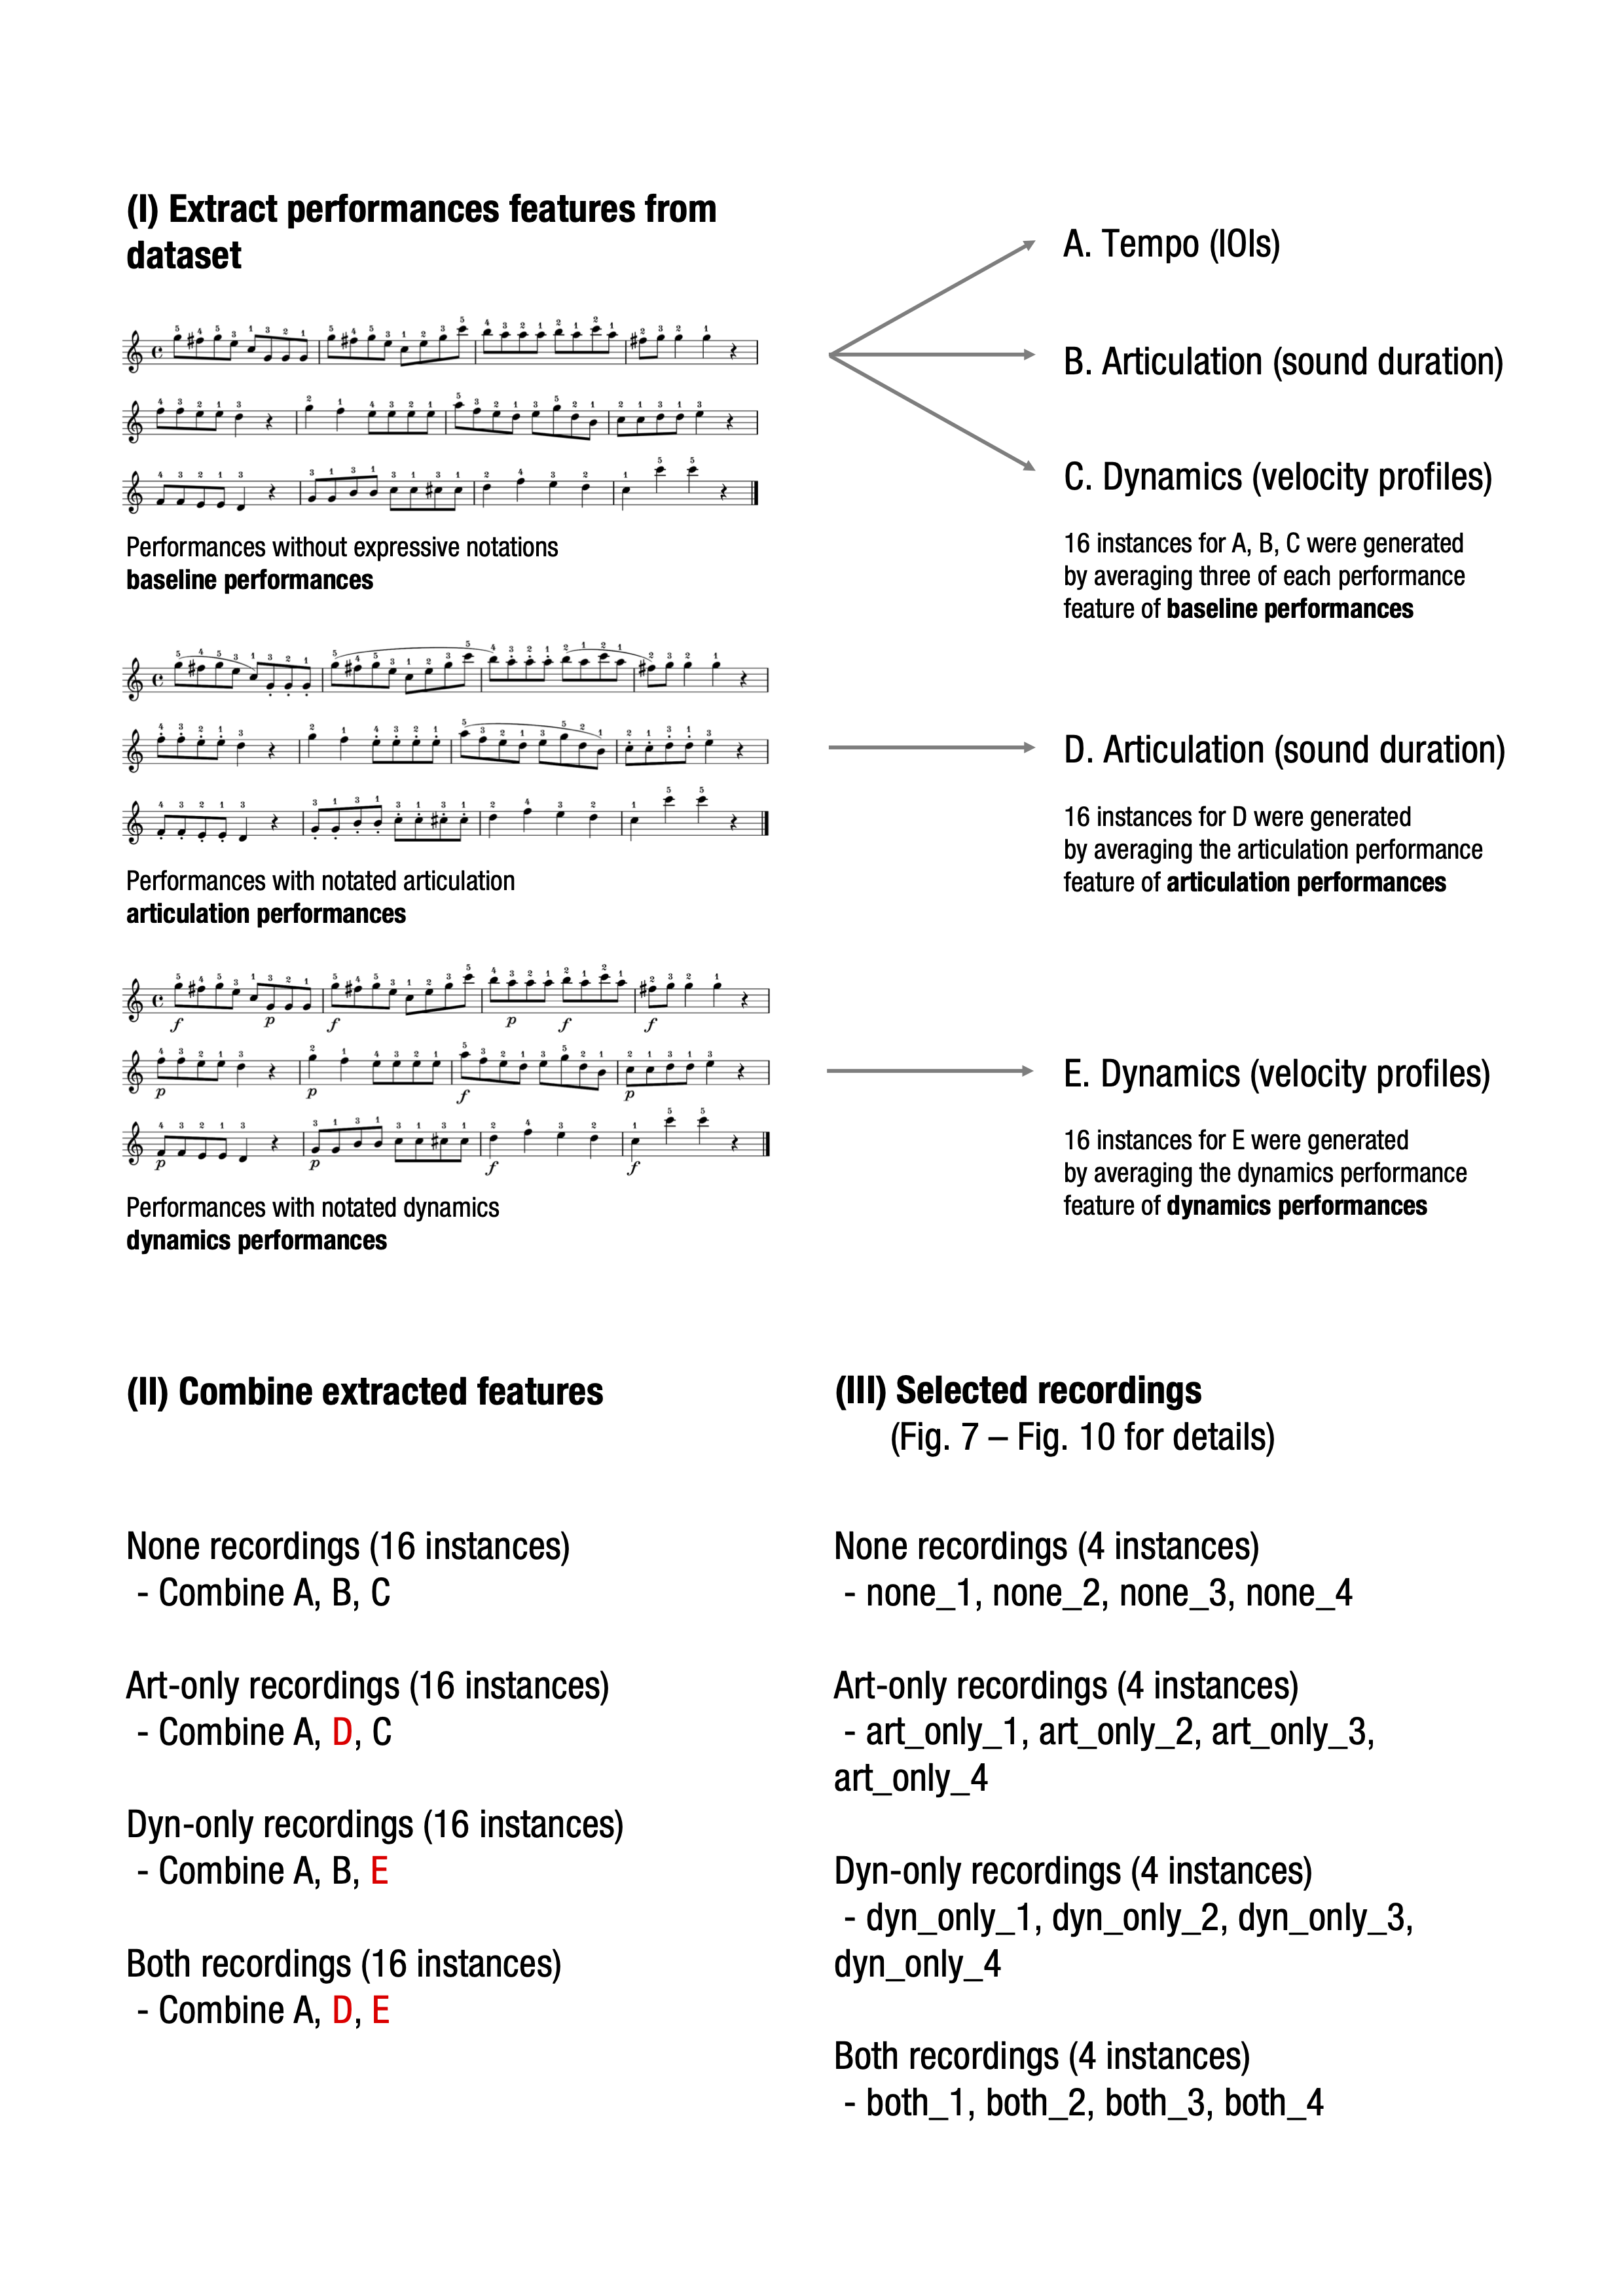 (I) Extract performances features from
dataset
A. Tempo (IOIs)
B. Articulation (sound duration)
C. Dynamics (velocity profiles)
16 instances for A, B, C were generated
by averaging three of each performance
feature of baseline performances
Performances without expressive notations
baseline performances
D. Articulation (sound duration)
16 instances for D were generated
by averaging the articulation performance
feature of articulation performances
Performances with notated articulation
articulation performances
f p f p f f
p p f p
p p f f
E. Dynamics (velocity profiles)
16 instances for E were generated
by averaging the dynamics performance
feature of dynamics performances
Performances with notated dynamics
dynamics performances
(II) Combine extracted features
None recordings (16 instances)
- Combine A, B, C
Art-only recordings (16 instances)
- Combine A, D, C
Dyn-only recordings (16 instances)
- Combine A, B, E
Both recordings (16 instances)
- Combine A, D, E
(III) Selected recordings
(Fig. 7 – Fig. 10 for details)
None recordings (4 instances)
- none_1, none_2, none_3, none_4
Art-only recordings (4 instances)
- art_only_1, art_only_2, art_only_3,
art_only_4
Dyn-only recordings (4 instances)
- dyn_only_1, dyn_only_2, dyn_only_3,
dyn_only_4
Both recordings (4 instances)
- both_1, both_2, both_3, both_4